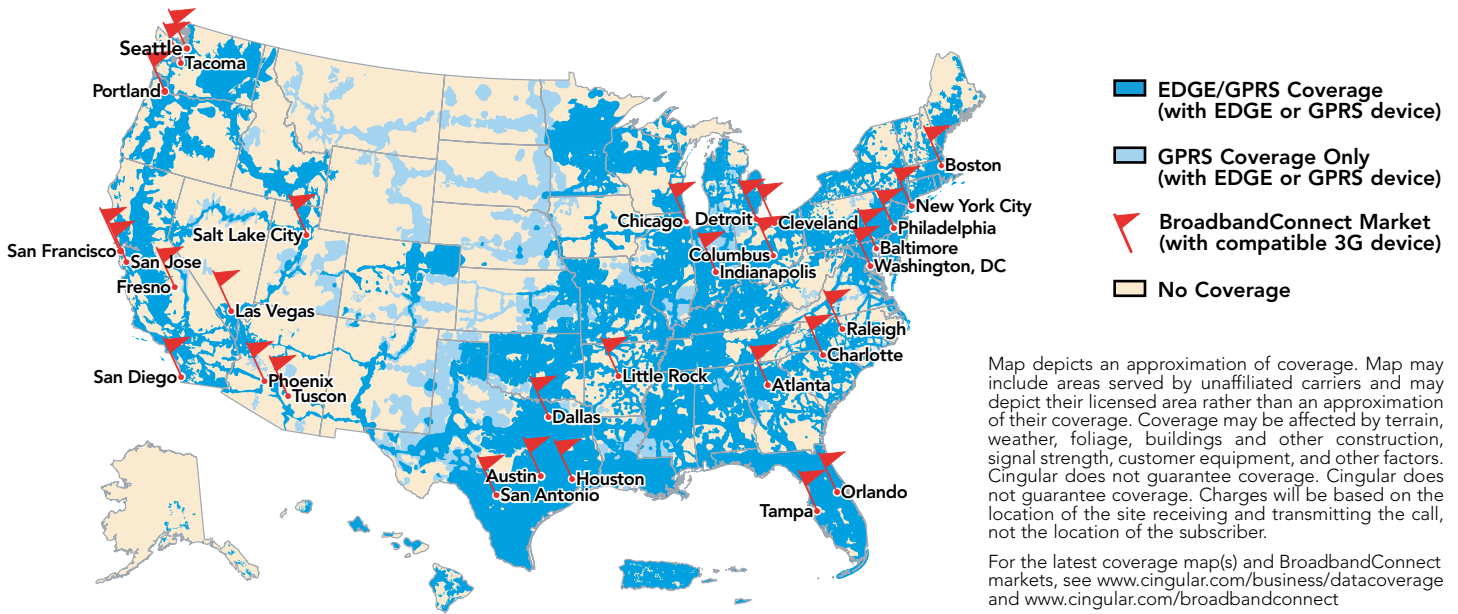 Seattle
Tacoma
Portland
San Francisco
San Jose
Fresno
San Diego
Las Vegas
Salt Lake City
Phoenix
Tuscon
Chicago
Detroit
Cleveland
Columbus
Indianapolis
Boston
New York City
Philadelphia
Baltimore
Washington, DC
Raleigh
Charlotte
Atlanta
Little Rock
Dallas
Austin
Houston
San Antonio
Orlando
Tampa
EDGE/GPRS Coverage
(with EDGE or GPRS device)
GPRS Coverage Only
(with EDGE or GPRS device)
BroadbandConnect Market
(with compatible 3G device)
No Coverage
Map depicts an approximation of coverage. Map may
include areas served by unaffiliated carriers and may
depict their licensed area rather than an approximation
of their coverage. Coverage may be affected by terrain,
weather, foliage, buildings and other construction,
signal strength, customer equipment, and other factors.
Cingular does not guarantee coverage. Cingular does
not guarantee coverage. Charges will be based on the
location of the site receiving and transmitting the call,
not the location of the subscriber.
For the latest coverage map(s) and BroadbandConnect
markets, see www.cingular.com/business/datacoverage
and www.cingular.com/broadbandconnect